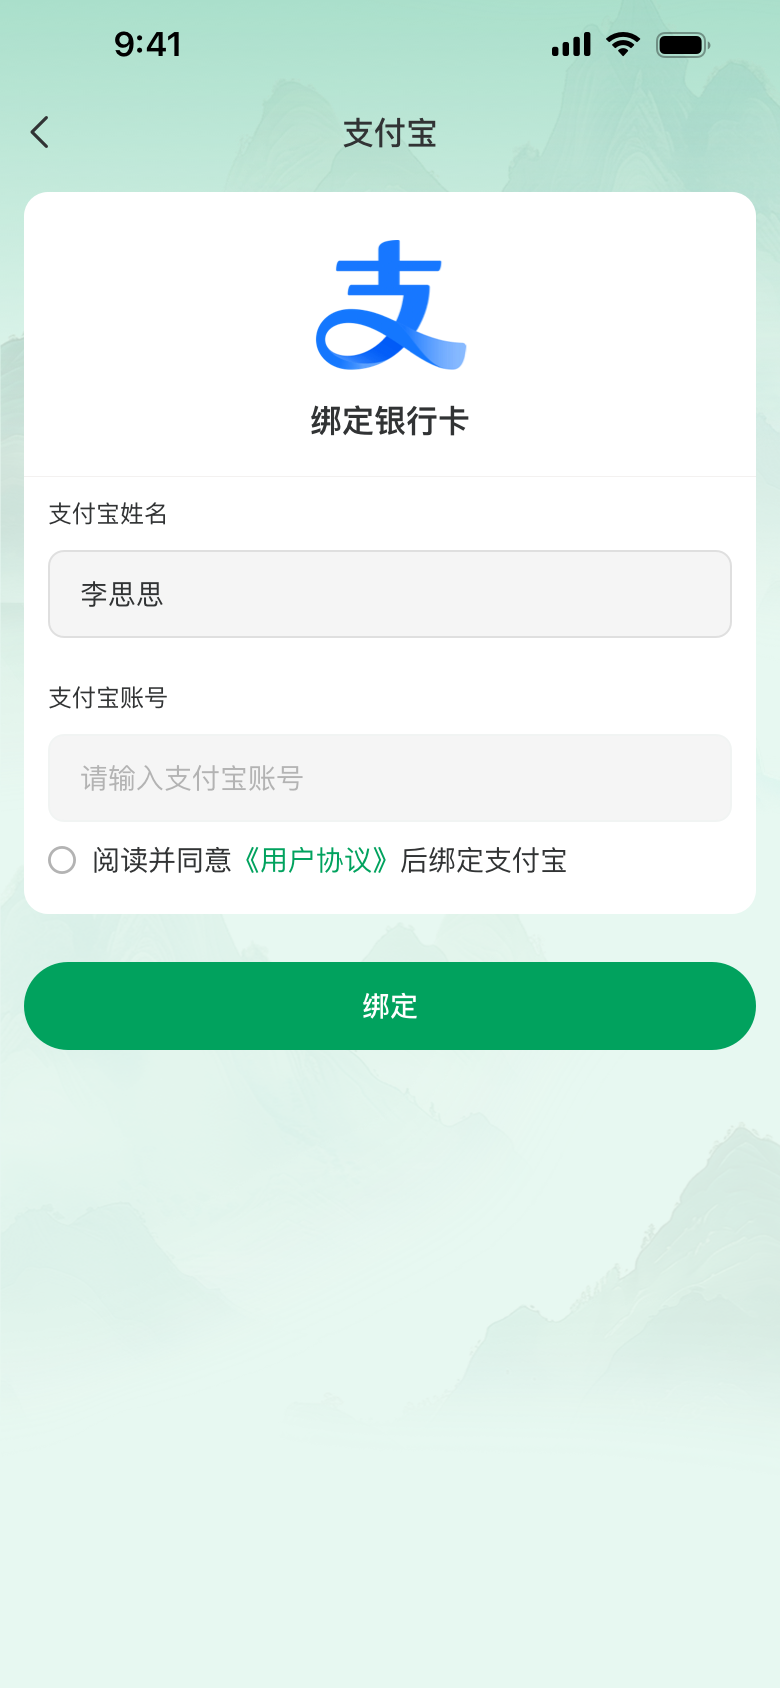 9:41
支付宝
支
绑定银行卡
支付宝姓名
李思思
支付宝账号
请输入支付宝账号
阅读并同意《用户协议》后绑定支付宝
绑定